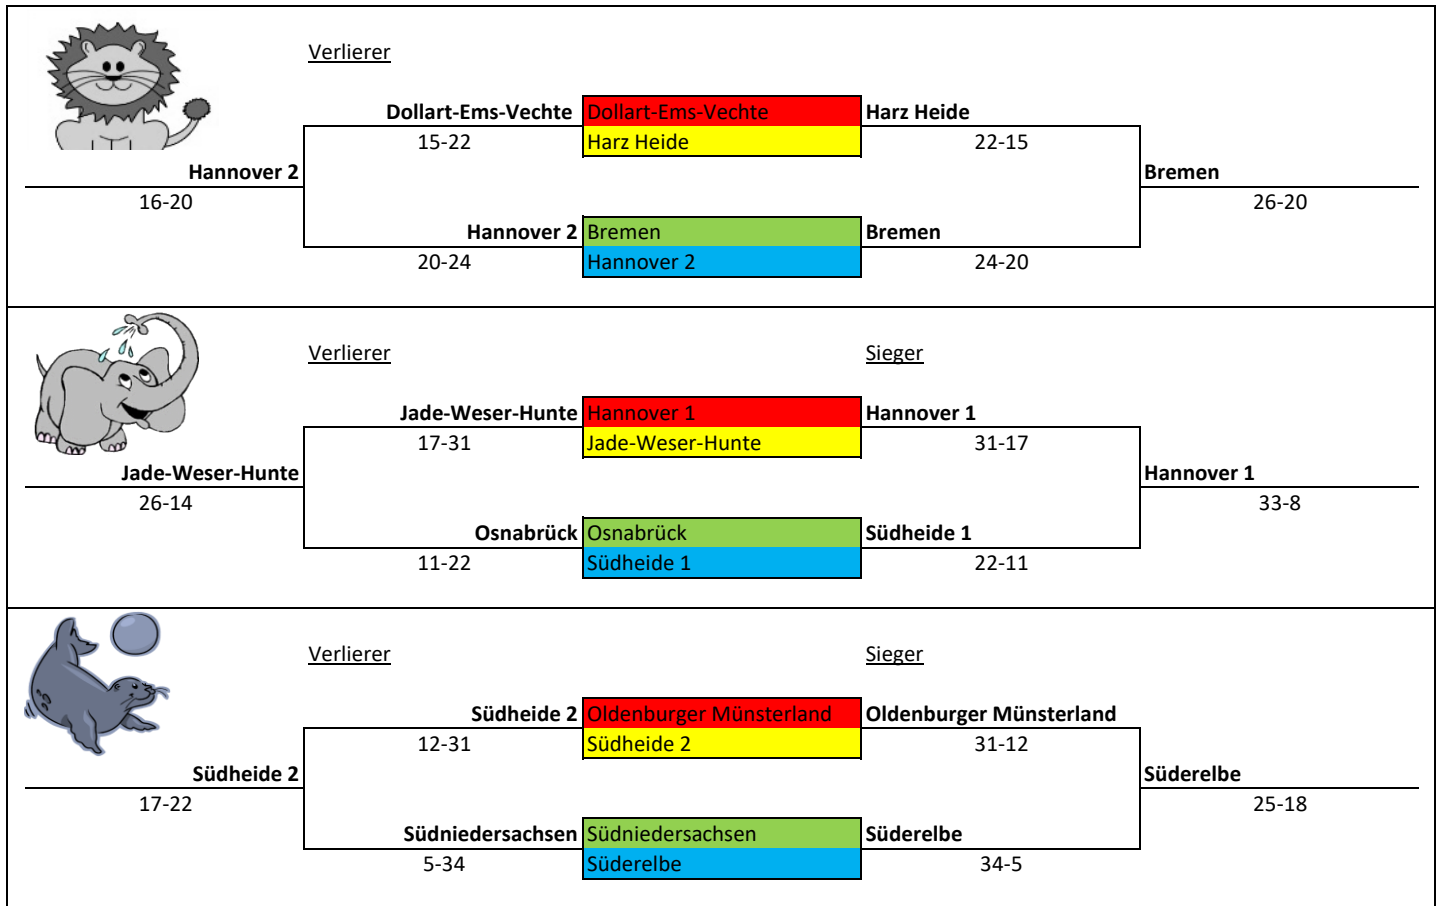 Verlierer
Dollart-Ems-Vechte Dollart-Ems-Vechte Harz Heide
15-22 Harz Heide 22-15
Hannover 2 Bremen
16-20 26-20
Hannover 2 Bremen Bremen
20-24 Hannover 2 24-20
Verlierer Sieger
Jade-Weser-Hunte Hannover 1 Hannover 1
17-31 Jade-Weser-Hunte 31-17
Jade-Weser-Hunte Hannover 1
26-14 33-8
Osnabrück Osnabrück Südheide 1
11-22 Südheide 1 22-11
Verlierer Sieger
Südheide 2 Oldenburger Münsterland Oldenburger Münsterland
12-31 Südheide 2 31-12
Südheide 2 Süderelbe
17-22 25-18
Südniedersachsen Südniedersachsen Süderelbe
5-34 Süderelbe 34-5